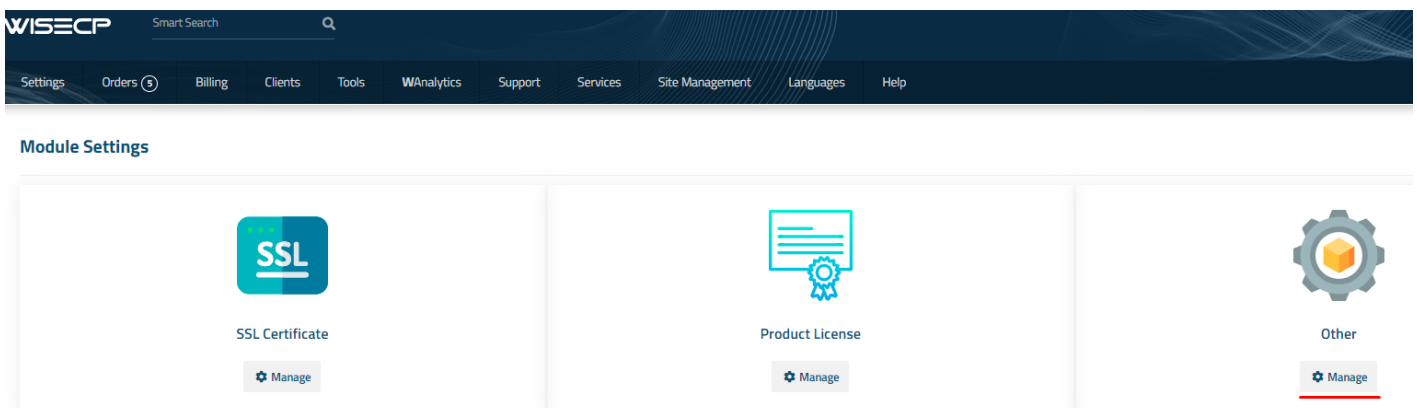 WISECP
Smart Search
Settings Orders 5 Billing Clients Tools WAnalytics Support Services Site Management Languages Help
Module Settings
SSL
SSL Certificate
Manage
Product License
Manage
Other
Manage